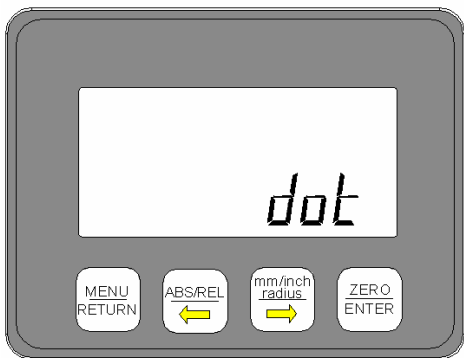 dot
MENU
RETURN
ABS/REL
mm/inch
radius
ZERO
ENTER